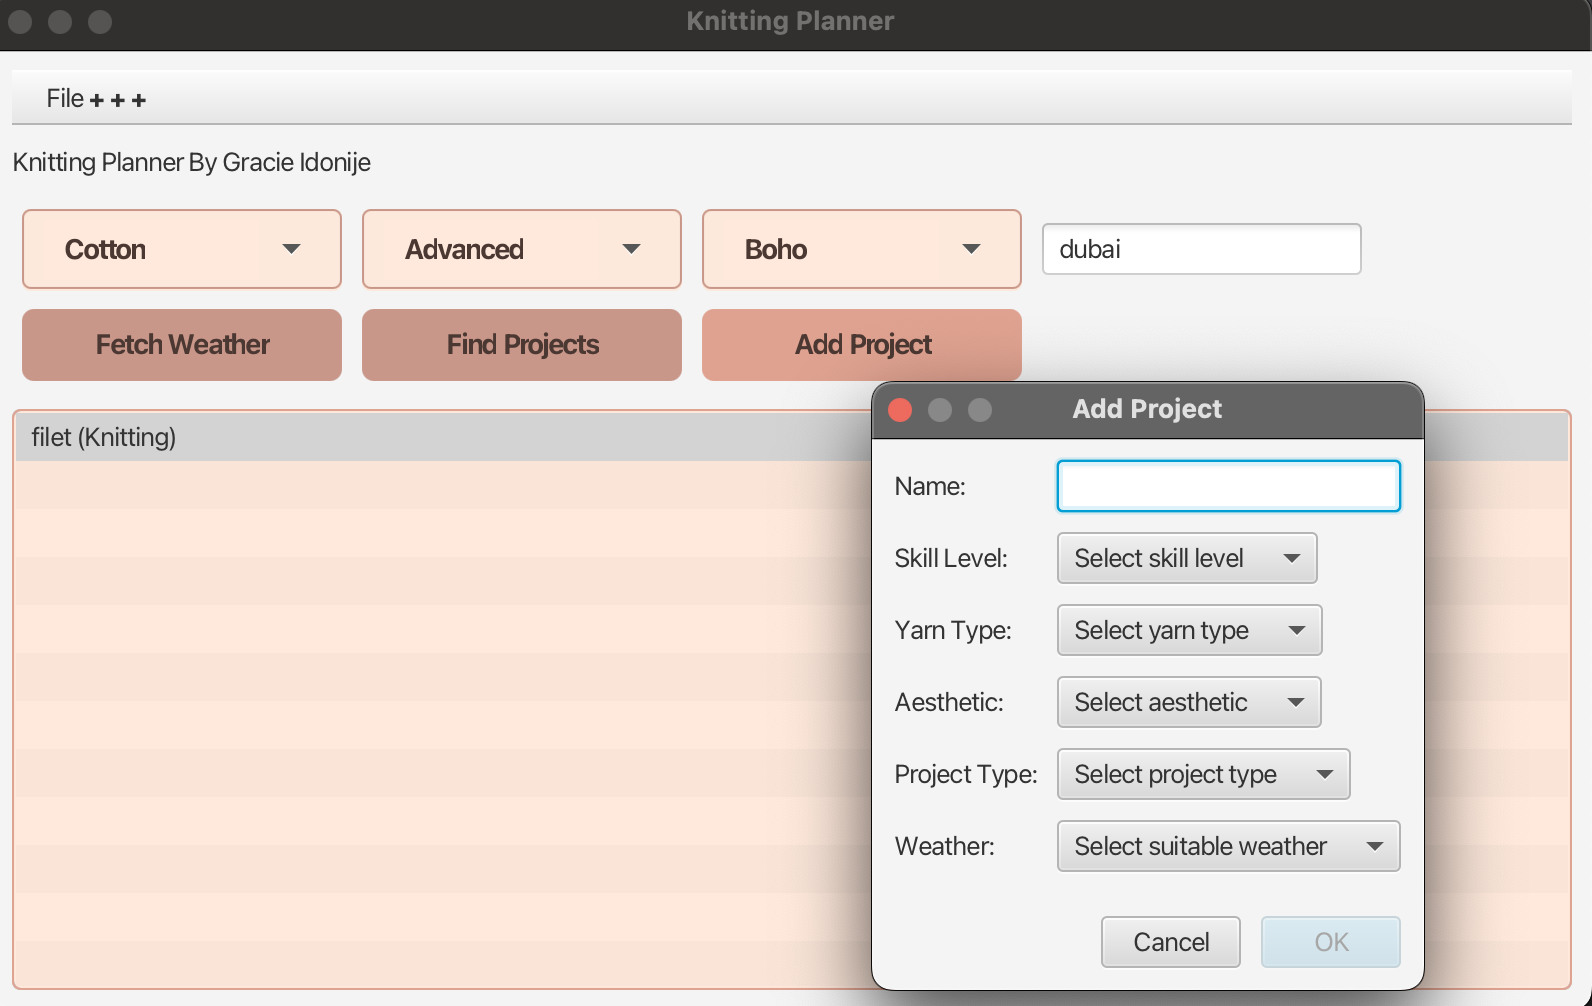 Knitting Planner
File + + +
Knitting Planner By Gracie Idonije
Cotton Advanced Boho dubai
Fetch Weather Find Projects Add Project
filet (Knitting)
Add Project
Name:
Skill Level: Select skill level
Yarn Type: Select yarn type
Aesthetic: Select aesthetic
Project Type: Select project type
Weather: Select suitable weather
Cancel OK